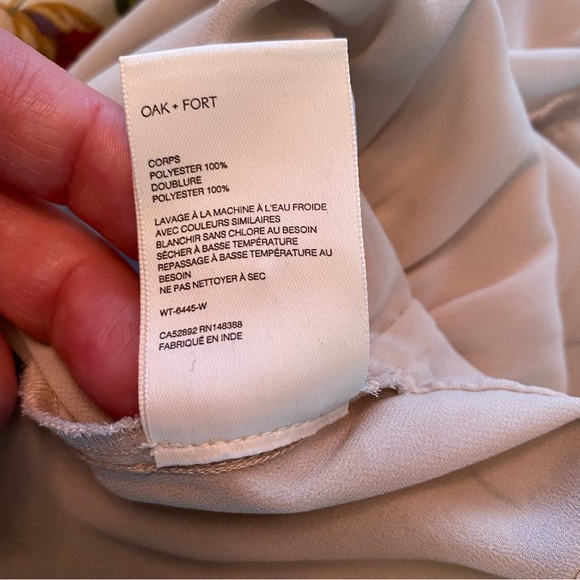 OAK + FORT
CORPS
POLYESTER 100%
DOUBLURE
POLYESTER 100%
LAVAGE À LA MACHINE À L'EAU FROIDE
AVEC COULEURS SIMILAIRES
BLANCHIR SANS CHLORE AU BESOIN
SÉCHER À BASSE TEMPÉRATURE
REPASSAGE À BASSE TEMPÉRATURE AU
BESOIN
NE PAS NETTOYER À SEC
WT-6445-W
CA52892 RN148388
FABRIQUÉ EN INDE